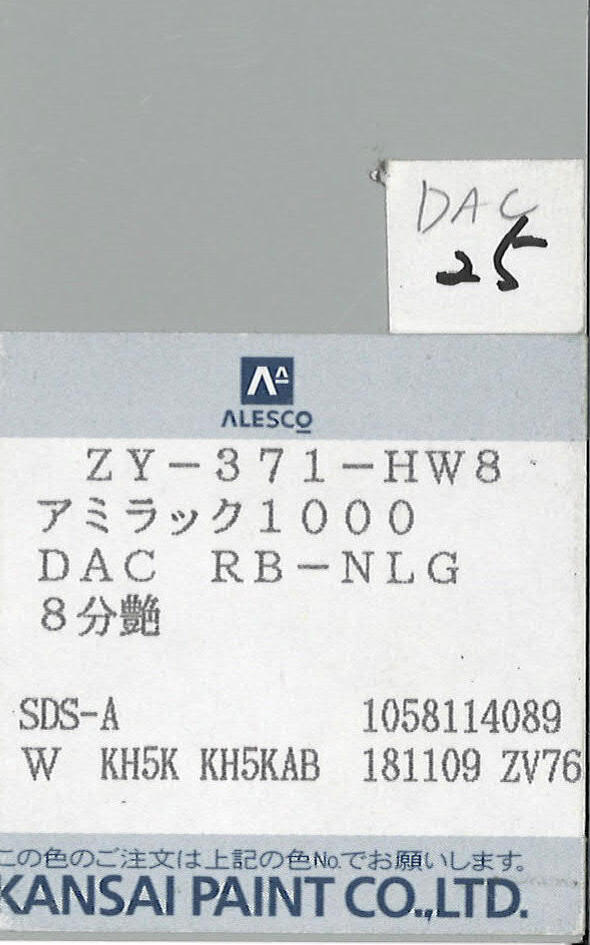 DAC
25
ALESCO
ZY-371-HW8
アミラック1000
DAC RB-NLG
8分艶
SDS-A 1058114089
W KH5K KH5KAB 181109 ZV76
この色のご注文は上記の色No.でお願いします。
KANSAI PAINT CO.,LTD.